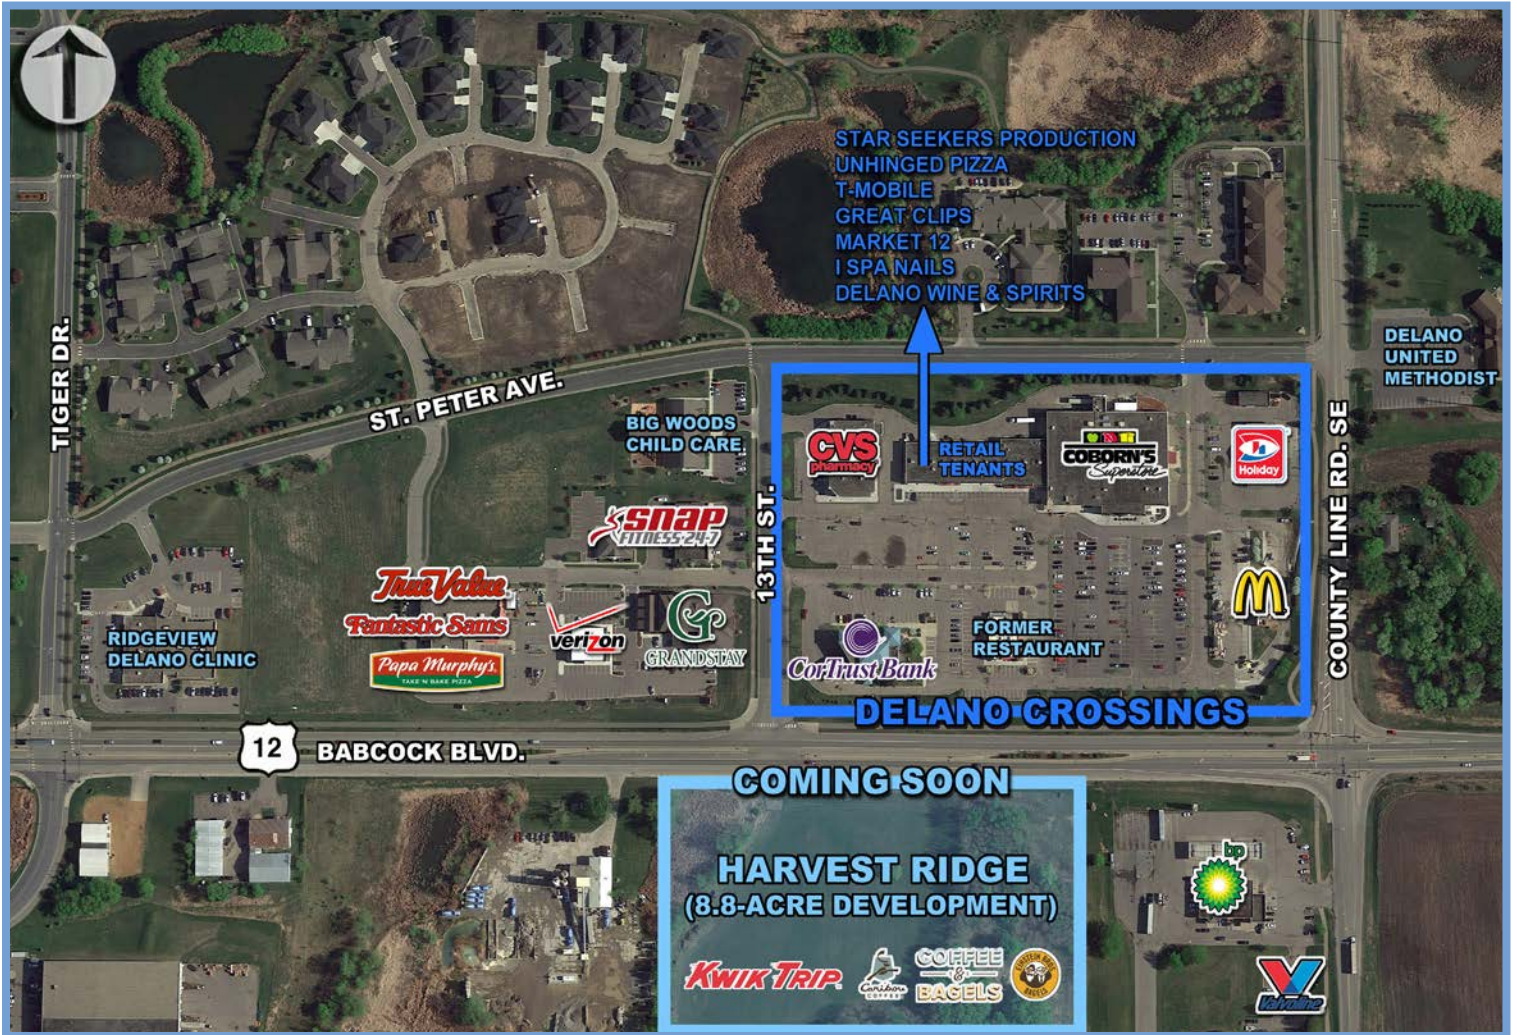 STAR SEEKERS PRODUCTION
UNHINGED PIZZA
T-MOBILE
GREAT CLIPS
MARKET 12
I SPA NAILS
DELANO WINE & SPIRITS
DELANO
UNITED
METHODIST
TIGER DR.
ST. PETER AVE.
BIG WOODS
CHILD CARE
CVS
pharmacy
RETAIL
TENANTS
COBORN'S
Superstore
Holiday
COUNTY LINE RD. SE
13TH ST.
SNAP
FITNESS 24-7
True Value
Fantastic Sams
Papa Murphy's
TAKE 'N' BAKE PIZZA
verizon
G
GRANDSTAY
RIDGEVIEW
DELANO CLINIC
CorTrust Bank
FORMER
RESTAURANT
M
DELANO CROSSINGS
12
BABCOCK BLVD.
COMING SOON
HARVEST RIDGE
(8.8-ACRE DEVELOPMENT)
KWIK TRIP
Caribou
COFFEE
COFFEE
&
BAGELS
EINSTEIN BROS.
BAGELS
bp
Valvoline